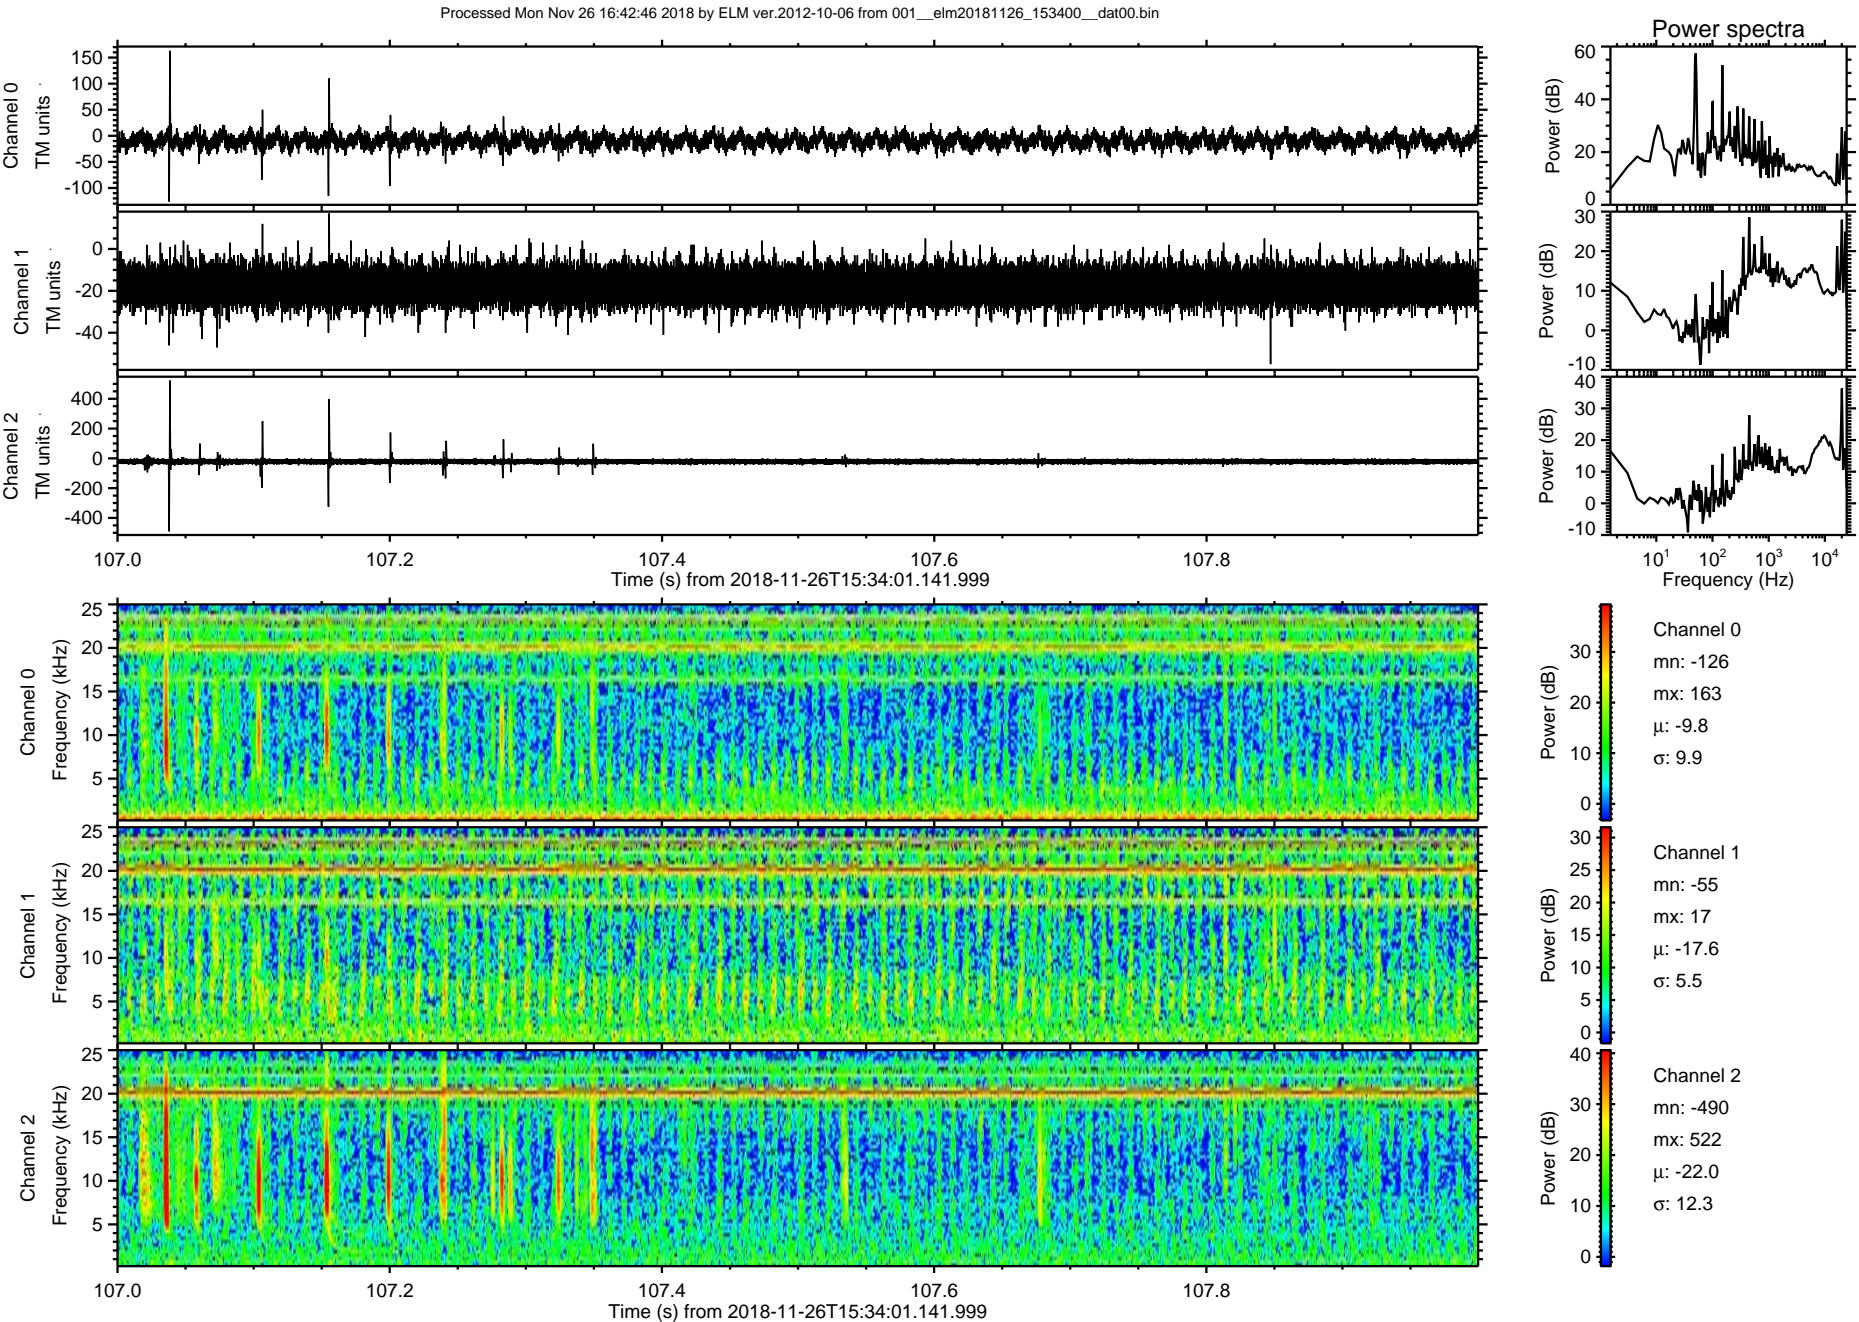 Processed Mon Nov 26 16:42:46 2018 by ELM ver.2012-10-06 from 001__elm20181126_153400__dat00.bin
Power spectra
Channel 0
TM units
150
100
50
0
-50
-100
Power (dB)
60
40
20
0
Channel 1
TM units
0
-20
-40
Power (dB)
30
20
10
0
-10
Channel 2
TM units
400
200
0
-200
-400
Power (dB)
40
30
20
10
0
-10
107.0 107.2 107.4 107.6 107.8
Time (s) from 2018-11-26T15:34:01.141.999
10^1 10^2 10^3 10^4
Frequency (Hz)
Channel 0
Frequency (kHz)
25
20
15
10
5
Power (dB)
30
20
10
0
Channel 0
mn: -126
mx: 163
μ: -9.8
σ: 9.9
Channel 1
Frequency (kHz)
25
20
15
10
5
Power (dB)
30
25
20
15
10
5
0
Channel 1
mn: -55
mx: 17
μ: -17.6
σ: 5.5
Channel 2
Frequency (kHz)
25
20
15
10
5
Power (dB)
40
30
20
10
0
Channel 2
mn: -490
mx: 522
μ: -22.0
σ: 12.3
107.0 107.2 107.4 107.6 107.8
Time (s) from 2018-11-26T15:34:01.141.999